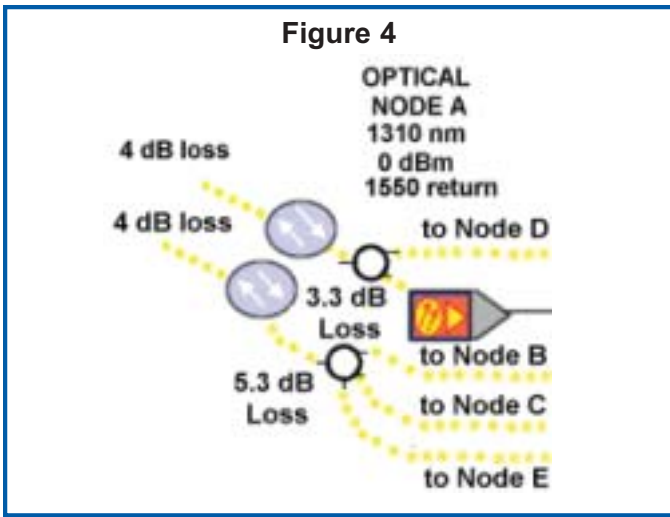 Figure 4
OPTICAL
NODE A
1310 nm
0 dBm
1550 return
4 dB loss
4 dB loss
to Node D
3.3 dB
Loss
to Node B
5.3 dB
Loss
to Node C
to Node E